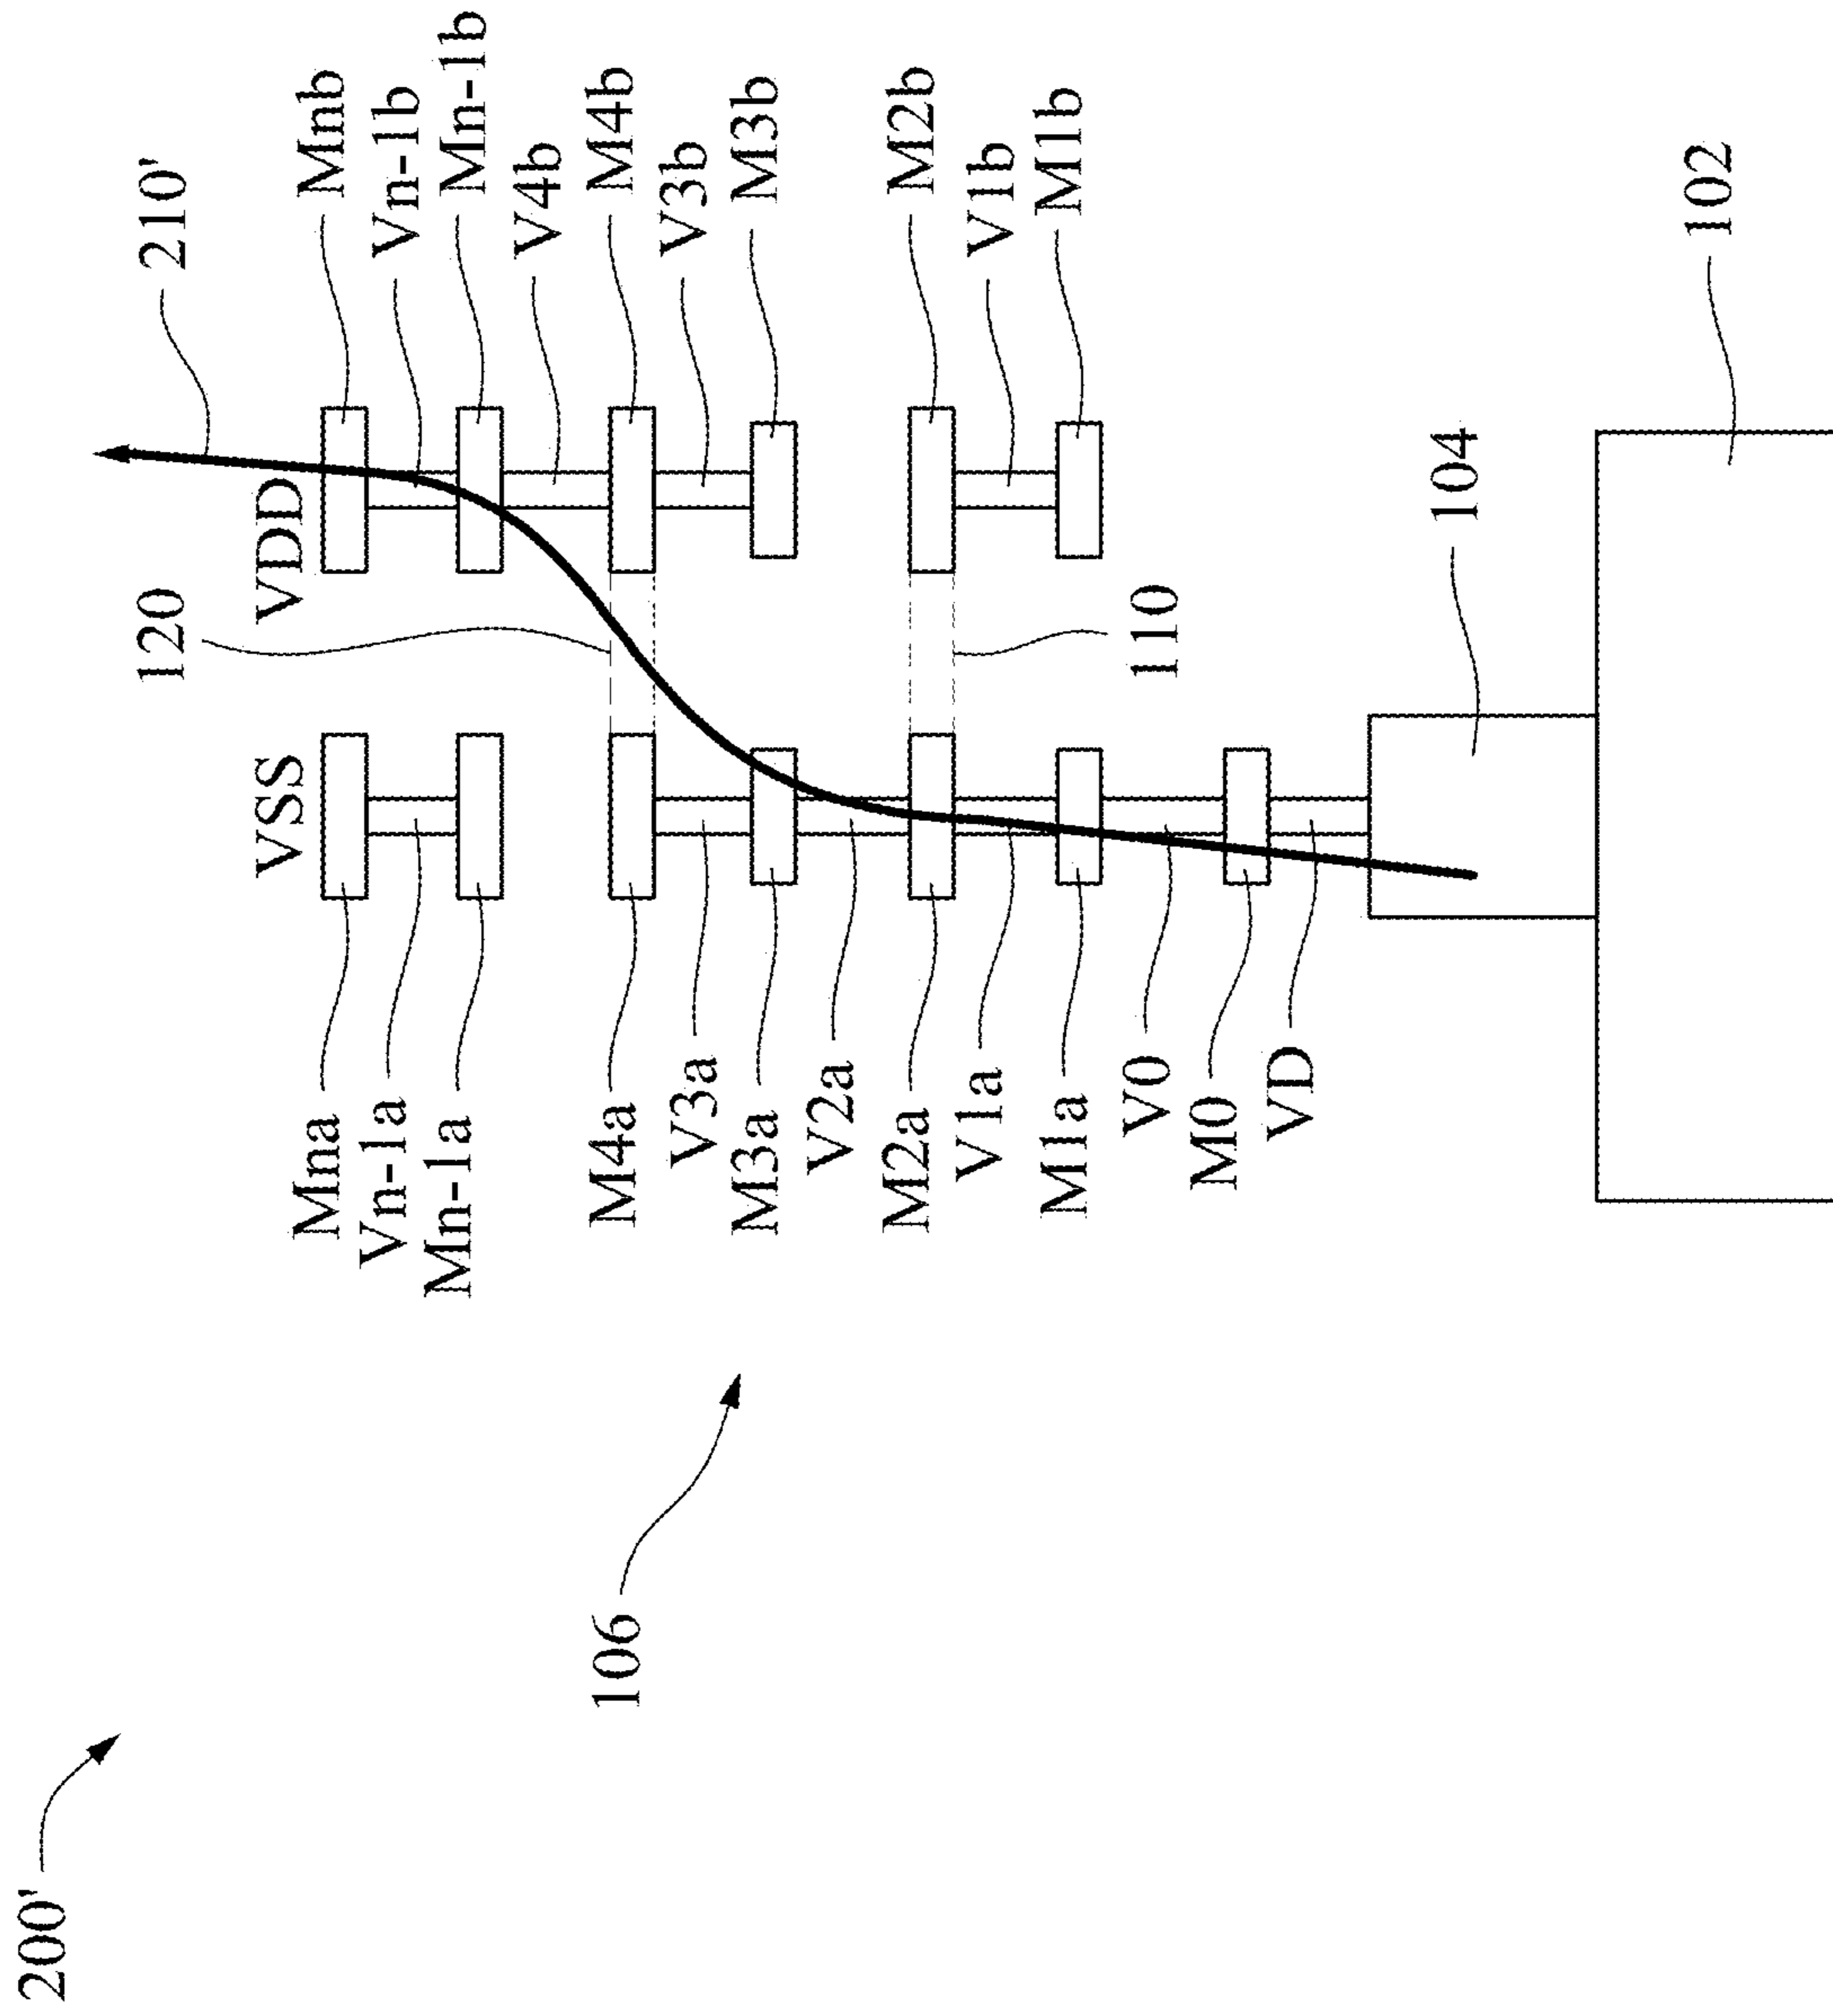 200'
106
210'
120
VSS
VDD
Mna
Vn-1a
Mn-1a
M4a
V3a
M3a
V2a
M2a
V1a
M1a
V0
M0
VD
Mnb
Vn-1b
Mn-1b
V4b
M4b
V3b
M3b
M2b
V1b
M1b
110
104
102